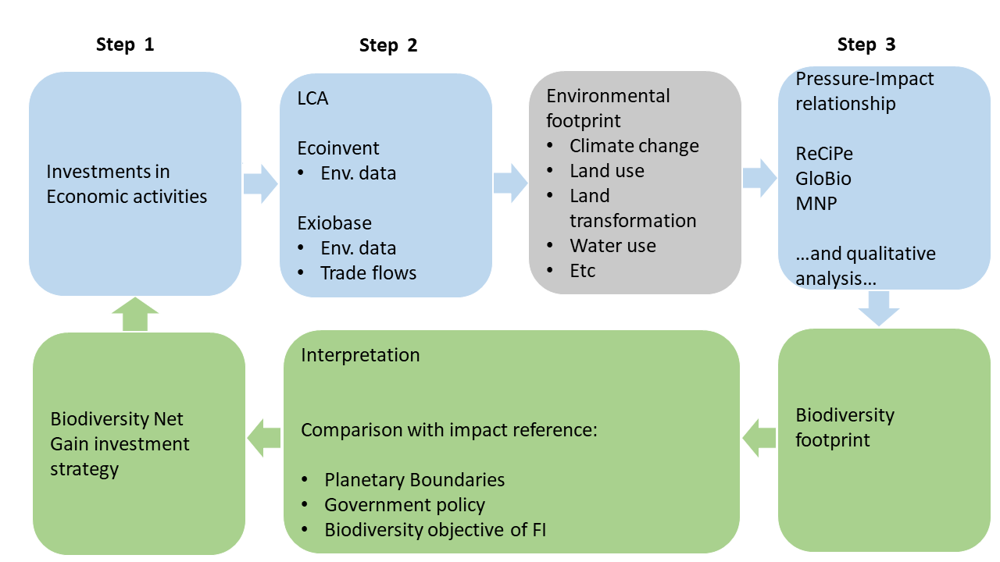 Step 1
Step 2
Step 3
Investments in
Economic activities
LCA
Ecoinvent
• Env. data
Exiobase
• Env. data
• Trade flows
Environmental
footprint
• Climate change
• Land use
• Land
transformation
• Water use
• Etc
Pressure-Impact
relationship
ReCiPe
GloBio
MNP
...and qualitative
analysis...
Biodiversity Net
Gain investment
strategy
Interpretation
Comparison with impact reference:
• Planetary Boundaries
• Government policy
• Biodiversity objective of FI
Biodiversity
footprint